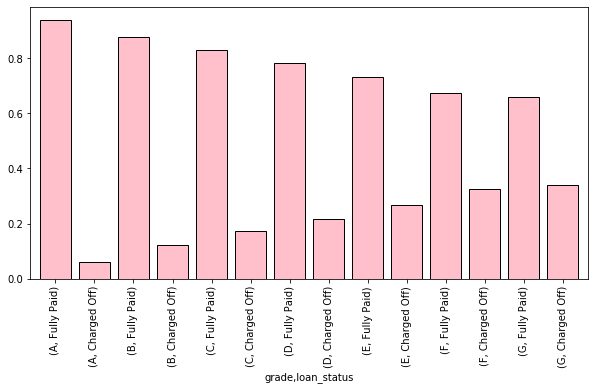 0.8
0.6
0.4
0.2
0.0
(A, Fully Paid)
(A, Charged Off)
(B, Fully Paid)
(B, Charged Off)
(C, Fully Paid)
(C, Charged Off)
(D, Fully Paid)
(D, Charged Off)
(E, Fully Paid)
(E, Charged Off)
(F, Fully Paid)
(F, Charged Off)
(G, Fully Paid)
(G, Charged Off)
grade,loan_status